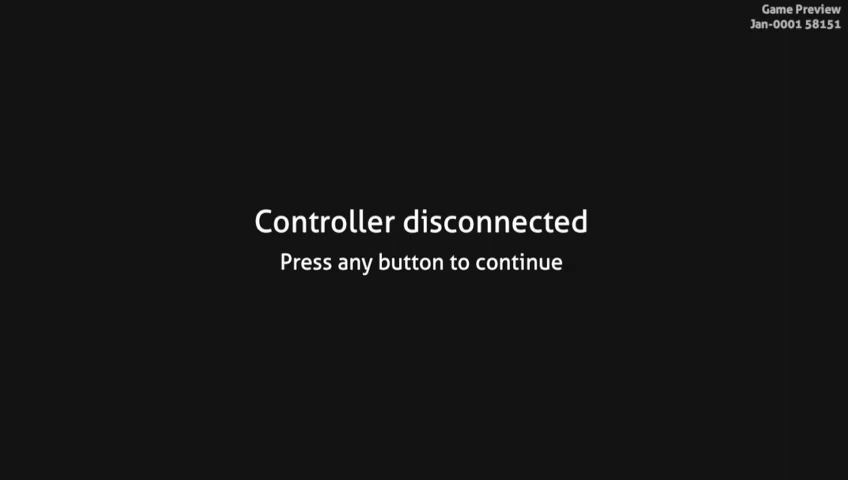 Game Preview
Jan-0001 58151
Controller disconnected
Press any button to continue